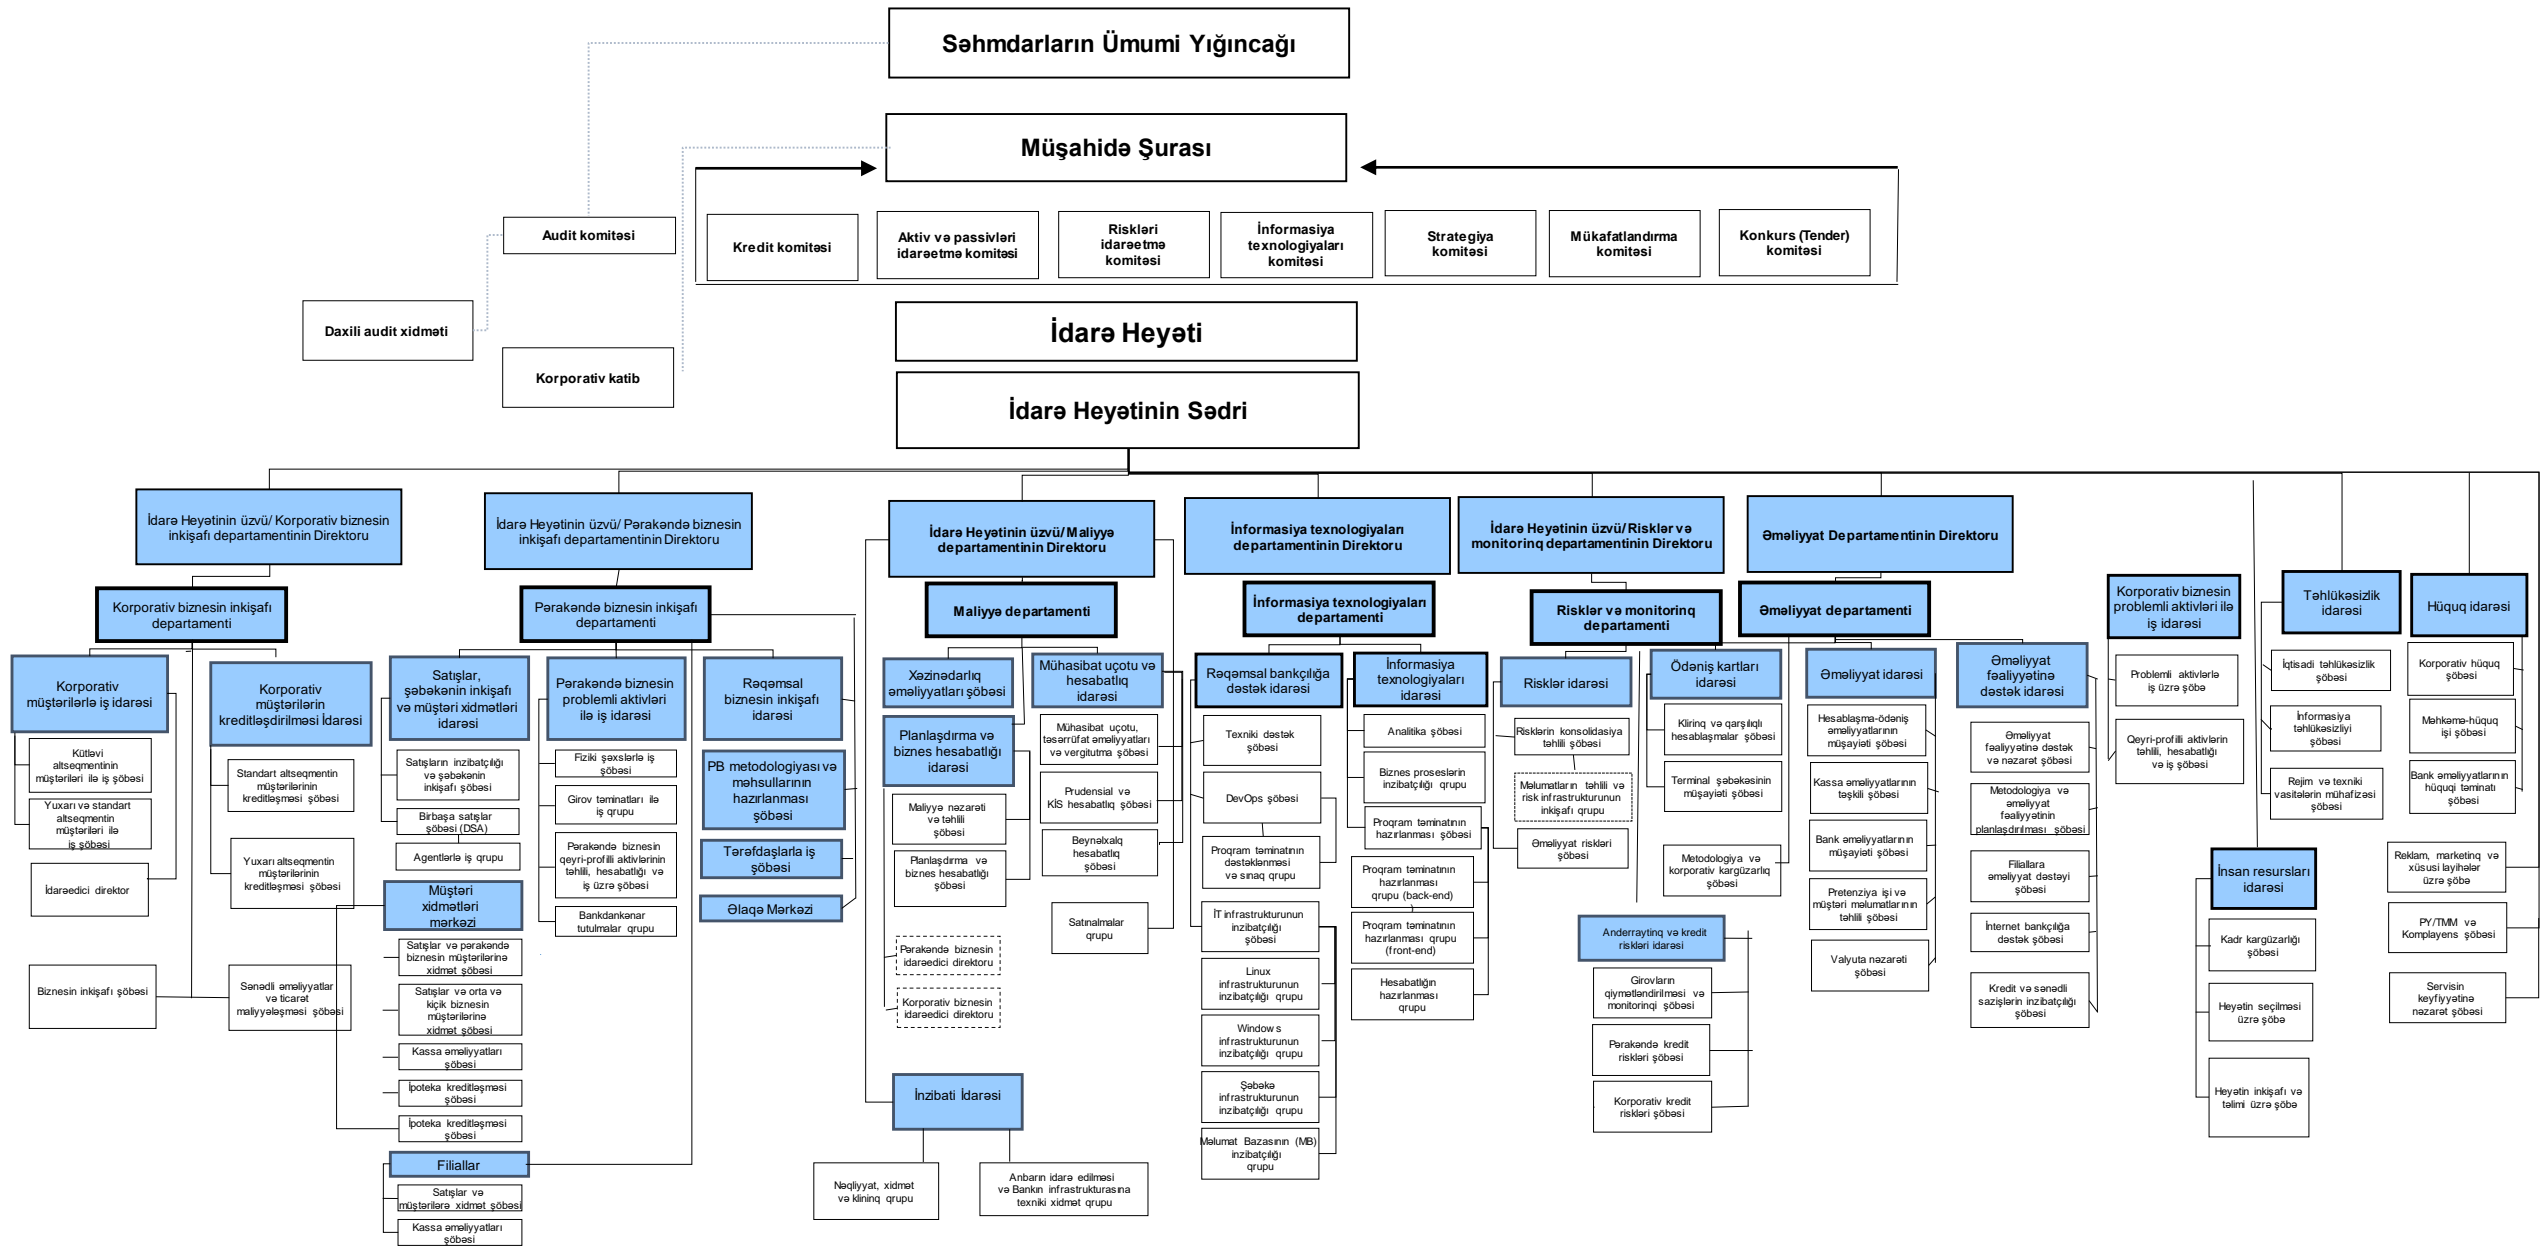 Səhmdarların Ümumi Yığıncağı
Müşahidə Şurası
Audit komitəsi
Kredit komitəsi
Aktiv və passivləri
idarəetmə komitəsi
Riskləri
idarəetmə
komitəsi
İnformasiya
texnologiyaları
komitəsi
Strategiya
komitəsi
Mükafatlandırma
komitəsi
Konkurs (Tender)
komitəsi
Daxili audit xidməti
Korporativ katib
İdarə Heyəti
İdarə Heyətinin Sədri
İdarə Heyətinin üzvü/ Korporativ biznesin
inkişafı departamentinin Direktoru
İdarə Heyətinin üzvü/ Pərakəndə biznesin
inkişafı departamentinin Direktoru
İdarə Heyətinin üzvü/ Maliyyə
departamentinin Direktoru
İnformasiya texnologiyaları
departamentinin Direktoru
İdarə Heyətinin üzvü/ Risklər və
monitorinq departamentinin Direktoru
Əməliyyat Departamentinin Direktoru
Korporativ biznesin inkişafı
departamenti
Pərakəndə biznesin inkişafı
departamenti
Maliyyə departamenti
İnformasiya texnologiyaları
departamenti
Risklər və monitorinq
departamenti
Əməliyyat departamenti
Korporativ biznesin
problemli aktivləri ilə
iş idarəsi
Təhlükəsizlik
idarəsi
Hüquq idarəsi
Korporativ
müştərilərlə iş idarəsi
Kütləvi
altseqmentinin
müştəriləri ilə iş şöbəsi
Yuxarı və standart
altseqmentin
müştəriləri ilə
iş şöbəsi
İdarəedici direktor
Biznesin inkişafı şöbəsi
Korporativ
müştərilərin
kreditləşdirilməsi İdarəsi
Standart altseqmentin
müştərilərinin
kreditləşməsi şöbəsi
Yuxarı altseqmentin
müştərilərinin
kreditləşməsi şöbəsi
Sənədli əməliyyatlar
və ticarət
maliyyələşməsi şöbəsi
Satışlar,
şəbəkənin inkişafı
və müştəri xidmətləri
idarəsi
Satışların inzibatçılığı
və şəbəkənin
inkişafı şöbəsi
Birbaşa satışlar
şöbəsi (DSA)
Agentlərlə iş qrupu
Müştəri
xidmətləri
mərkəzi
Satışlar və pərakəndə
biznesin müştərilərinə
xidmət şöbəsi
Satışlar və orta və
kiçik biznesin
müştərilərinə
xidmət şöbəsi
Kassa əməliyyatları
şöbəsi
İpoteka kreditləşməsi
şöbəsi
İpoteka kreditləşməsi
şöbəsi
Filiallar
Satışlar və
müştərilərə xidmət şöbəsi
Kassa əməliyyatları
şöbəsi
Pərakəndə biznesin
problemli aktivləri
ilə iş idarəsi
Fiziki şəxslərlə iş
şöbəsi
Girov təminatları ilə
iş qrupu
Pərakəndə biznesin
qeyri-profilli aktivlərinin
təhlili, hesabatlığı və
iş üzrə şöbəsi
Bankdankənar
tutulmalar qrupu
Rəqəmsal
biznesin inkişafı
idarəsi
PB metodologiyası və
məhsullarının
hazırlanması
şöbəsi
Tərəfdaşlarla iş
şöbəsi
Əlaqə Mərkəzi
Xəzinədarlıq
əməliyyatları şöbəsi
Planlaşdırma və
biznes hesabatlığı
idarəsi
Maliyyə nəzarəti
və təhlili
şöbəsi
Planlaşdırma və
biznes hesabatlığı
şöbəsi
Pərakəndə biznesin
idarəedici direktoru
Korporativ biznesin
idarəedici direktoru
İnzibati İdarəsi
Nəqliyyat, xidmət
və klininq qrupu
Anbarın idarə edilməsi
və Bankın infrastrukturasına
texniki xidmət qrupu
Mühasibat uçotu və
hesabatlıq
idarəsi
Mühasibat uçotu,
təsərrüfat əməliyyatları
və vergitutma şöbəsi
Prudensial və
KİS hesabatlıq şöbəsi
Beynəlxalq
hesabatlıq
şöbəsi
Satınalmalar
qrupu
Rəqəmsal bankçılığa
dəstək idarəsi
Texniki dəstək
şöbəsi
DevOps şöbəsi
Proqram təminatının
dəstəklənməsi
və sınaq qrupu
İT infrastrukturunun
inzibatçılığı
şöbəsi
Linux
infrastrukturunun
inzibatçılığı qrupu
Windows
infrastrukturunun
inzibatçılığı qrupu
Şəbəkə
infrastrukturunun
inzibatçılığı qrupu
Məlumat Bazasının (MB)
inzibatçılığı
qrupu
İnformasiya
texnologiyaları
idarəsi
Analitika şöbəsi
Biznes proseslərin
inzibatçılığı qrupu
Proqram təminatının
hazırlanması şöbəsi
Proqram təminatının
hazırlanması
qrupu (back-end)
Proqram təminatının
hazırlanması qrupu
(front-end)
Hesabatlığın
hazırlanması
qrupu
Risklər idarəsi
Risklərin konsolidasiya
təhlili şöbəsi
Məlumatların təhlili və
risk infrastrukturunun
inkişafı qrupu
Əməliyyat riskləri
şöbəsi
Anderraytinq və kredit
riskləri idarəsi
Girovların
qiymətləndirilməsi və
monitorinqi şöbəsi
Pərakəndə kredit
riskləri şöbəsi
Korporativ kredit
riskləri şöbəsi
Ödəniş kartları
idarəsi
Klirinq və qarşılıqlı
hesablaşmalar şöbəsi
Terminal şəbəkəsinin
müşayiəti şöbəsi
Metodologiya və
korporativ kargüzarlıq
şöbəsi
Əməliyyat idarəsi
Hesablaşma-ödəniş
əməliyyatlarının
müşayiəti şöbəsi
Kassa əməliyyatlarının
təşkili şöbəsi
Bank əməliyyatlarının
müşayiəti şöbəsi
Pretenziya işi və
müştəri məlumatlarının
təhlili şöbəsi
Valyuta nəzarəti
şöbəsi
Əməliyyat
fəaliyyətinə
dəstək idarəsi
Əməliyyat
fəaliyyətinə dəstək
və nəzarət şöbəsi
Metodologiya və
əməliyyat
fəaliyyətinin
planlaşdırılması şöbəsi
Filiallara
əməliyyat dəstəyi
şöbəsi
İnternet bankçılığa
dəstək şöbəsi
Kredit və sənədli
sazişlərin inzibatçılığı
şöbəsi
Problemli aktivlərlə
iş üzrə şöbə
Qeyri-profilli aktivlərin
təhlili, hesabatlığı
və iş şöbəsi
İnsan resursları
idarəsi
Kadr kargüzarlığı
şöbəsi
Heyətin seçilməsi
üzrə şöbə
Heyətin inkişafı və
təlimi üzrə şöbə
İqtisadi təhlükəsizlik
şöbəsi
İnformasiya
təhlükəsizliyi
şöbəsi
Rejim və texniki
vasitələrin mühafizəsi
şöbəsi
Korporativ hüquq
şöbəsi
Məhkəmə-hüquq
işi şöbəsi
Bank əməliyyatlarının
hüquqi təminatı
şöbəsi
Reklam, marketinq və
xüsusi layihələr
üzrə şöbə
PY/TMM və
Komplayens şöbəsi
Servisin
keyfiyyətinə
nəzarət şöbəsi